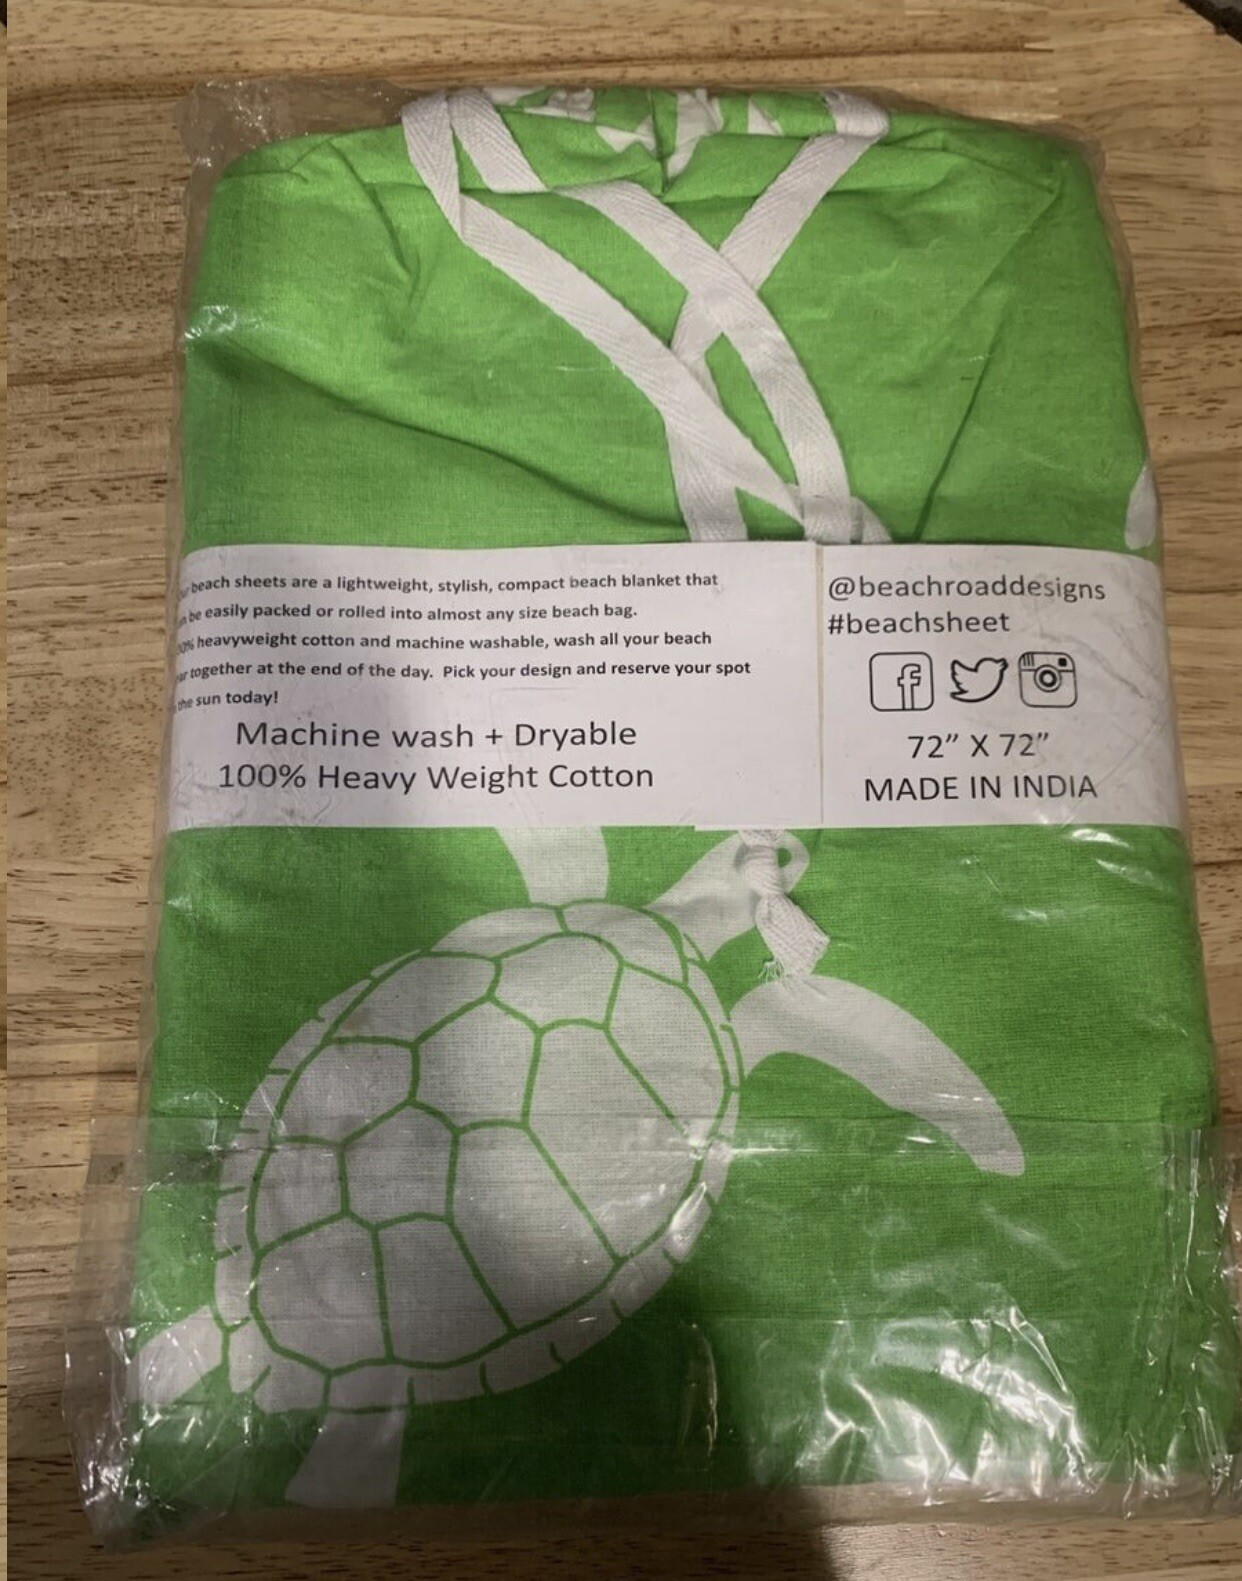 beach sheets are a lightweight, stylish, compact beach blanket that
be easily packed or rolled into almost any size beach bag.
heavyweight cotton and machine washable, wash all your beach
together at the end of the day. Pick your design and reserve your spot
the sun today!
Machine wash + Dryable
100% Heavy Weight Cotton
@beachroaddesigns
#beachsheet
72” X 72”
MADE IN INDIA